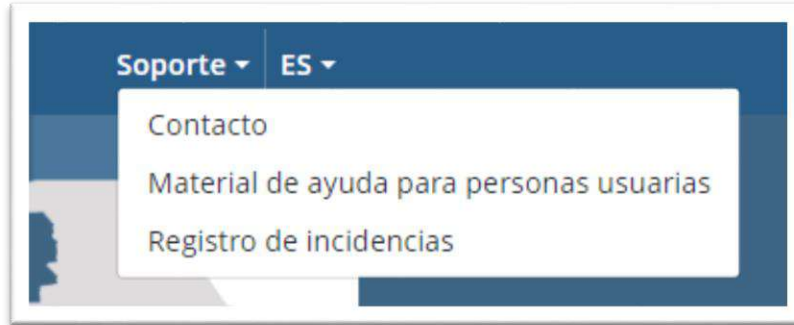 Soporte ES
Contacto
Material de ayuda para personas usuarias
Registro de incidencias